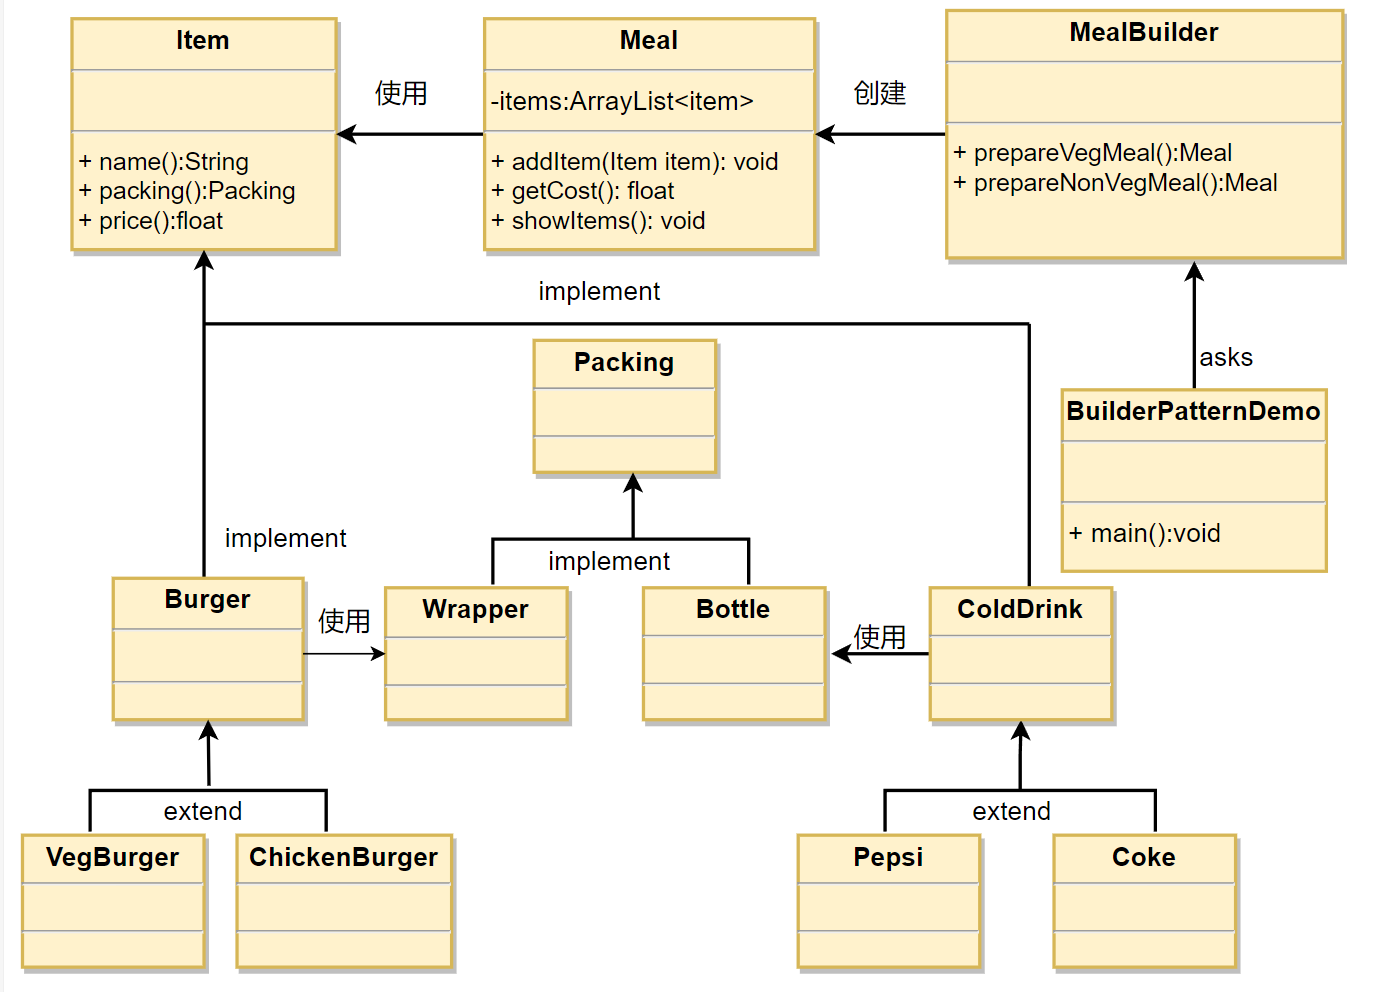 Item
+ name():String
+ packing():Packing
+ price():float
使用
Meal
-items:ArrayList<item>
+ addItem(Item item): void
+ getCost(): float
+ showItems(): void
创建
MealBuilder
+ prepareVegMeal():Meal
+ prepareNonVegMeal():Meal
implement
asks
Packing
BuilderPatternDemo
+ main():void
implement
implement
Burger
使用
Wrapper
Bottle
使用
ColdDrink
extend
extend
VegBurger
ChickenBurger
Pepsi
Coke